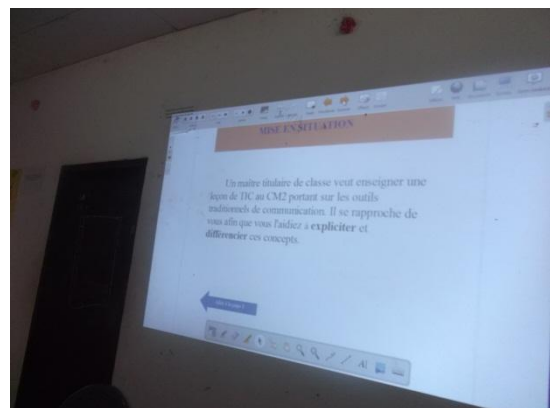 MISE EN SITUATION
Un maître titulaire de classe veut enseigner une
leçon de TIC au CM2 portant sur les outils
traditionnels de communication. Il se rapproche de
vous afin que vous l'aidiez à expliciter et
différencier ces concepts.